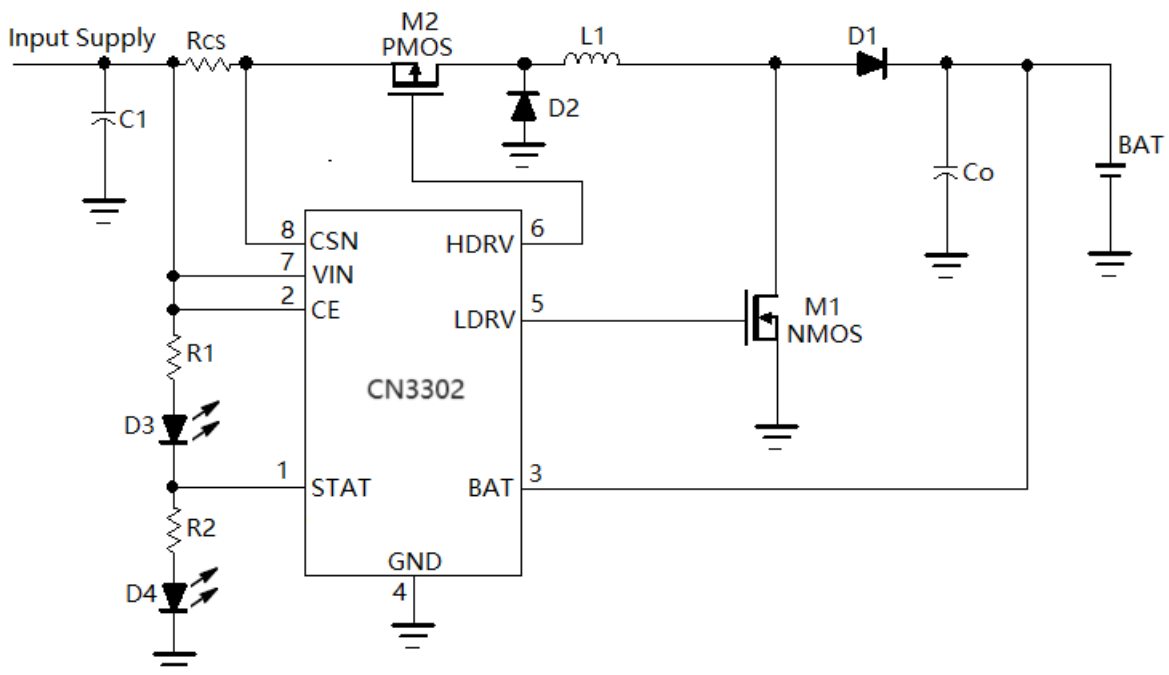 M2
Input Supply
Rcs
PMOS
L1
D1
C1
D2
BAT
Co
8
CSN
HDRV
6
7
VIN
2
CE
LDRV
5
M1
NMOS
R1
CN3302
D3
1
STAT
BAT
3
R2
GND
D4
4